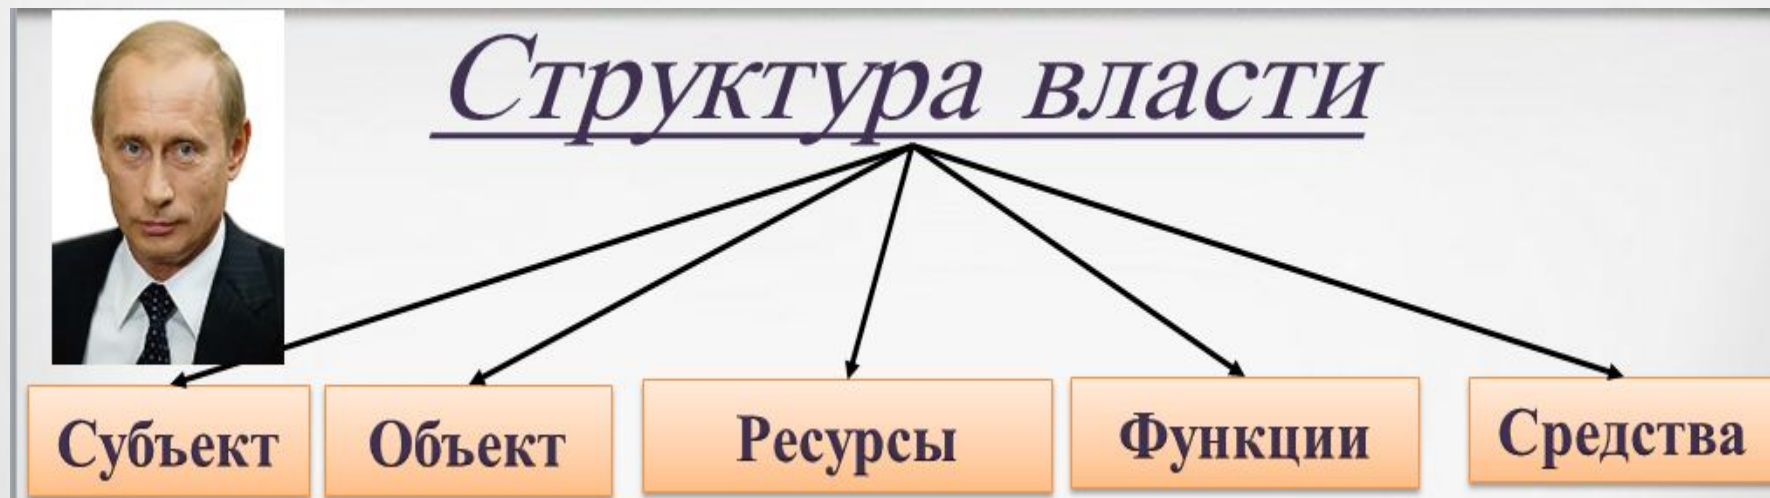 Структура власти
Субъект Объект Ресурсы Функции Средства